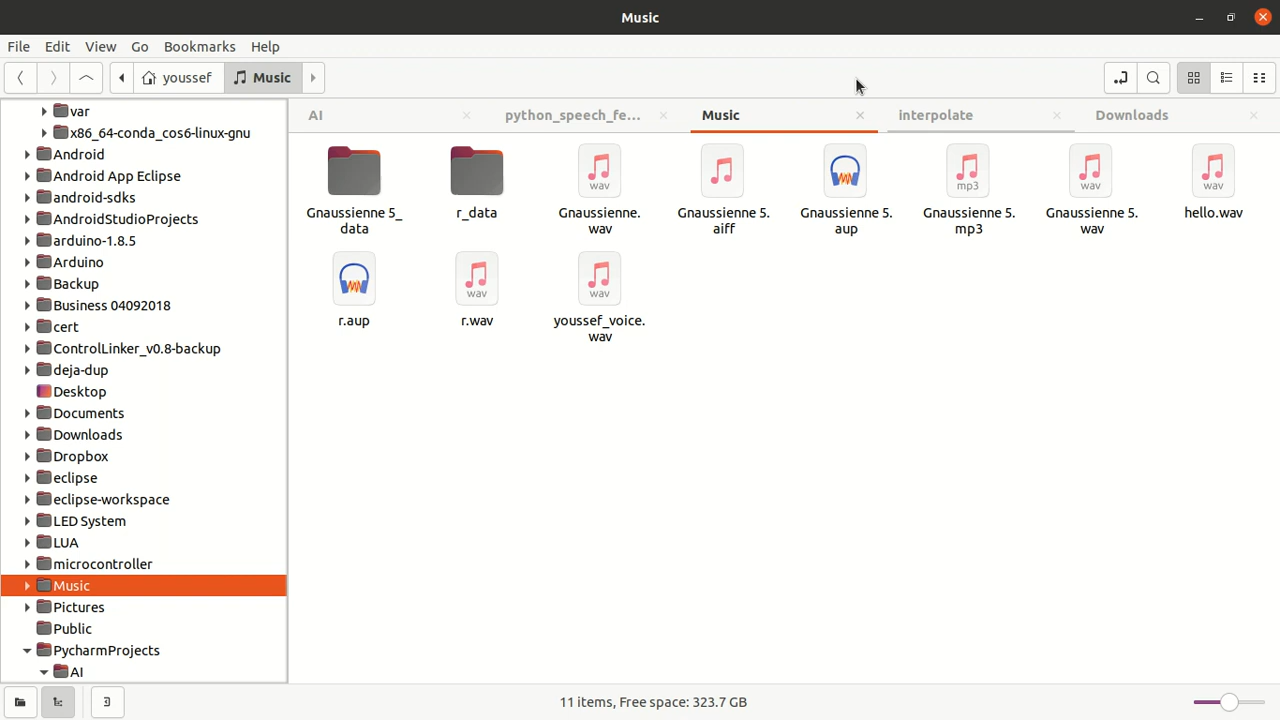 Music
File Edit View Go Bookmarks Help
youssef Music
AI python_speech_fe... Music interpolate Downloads
var
x86_64-conda_cos6-linux-gnu
Android
Android App Eclipse
android-sdks
AndroidStudioProjects
arduino-1.8.5
Arduino
Backup
Business 04092018
cert
ControlLinker_v0.8-backup
deja-dup
Desktop
Documents
Downloads
Dropbox
eclipse
eclipse-workspace
LED System
LUA
microcontroller
Music
Pictures
Public
PycharmProjects
AI
wav mp3 wav wav
Gnaussienne 5_
data
r_data
Gnaussienne.
wav
Gnaussienne 5.
aiff
Gnaussienne 5.
aup
Gnaussienne 5.
mp3
Gnaussienne 5.
wav
hello.wav
wav wav
r.aup
r.wav
youssef_voice.
wav
11 items, Free space: 323.7 GB